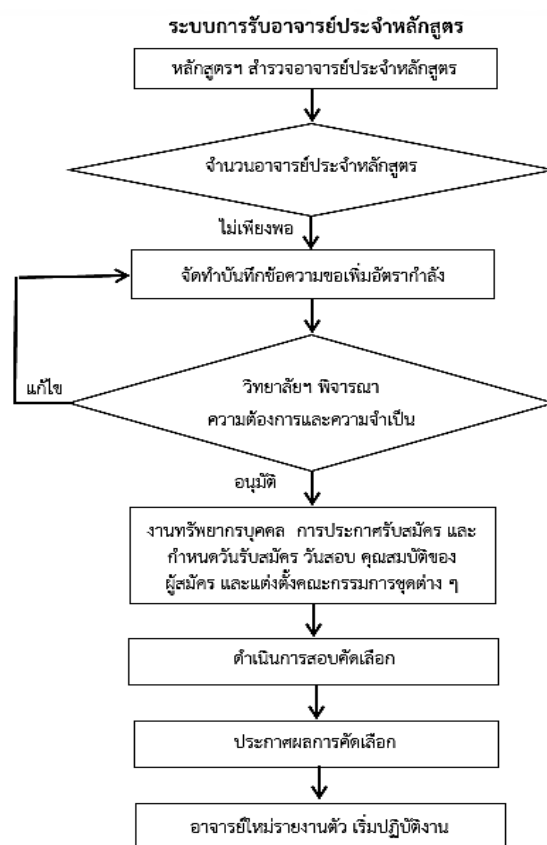 ระบบการรับอาจารย์ประจำหลักสูตร
หลักสูตรฯ สำรวจอาจารย์ประจำหลักสูตร
จำนวนอาจารย์ประจำหลักสูตร
ไม่เพียงพอ
จัดทำบันทึกข้อความขอเพิ่มอัตรากำลัง
แก้ไข
วิทยาลัยฯ พิจารณา
ความต้องการและความจำเป็น
อนุมัติ
งานทรัพยากรบุคคล การประกาศรับสมัคร และ
กำหนดวันรับสมัคร วันสอบ คุณสมบัติของ
ผู้สมัคร และแต่งตั้งคณะกรรมการชุดต่าง ๆ
ดำเนินการสอบคัดเลือก
ประกาศผลการคัดเลือก
อาจารย์ใหม่รายงานตัว เริ่มปฏิบัติงาน